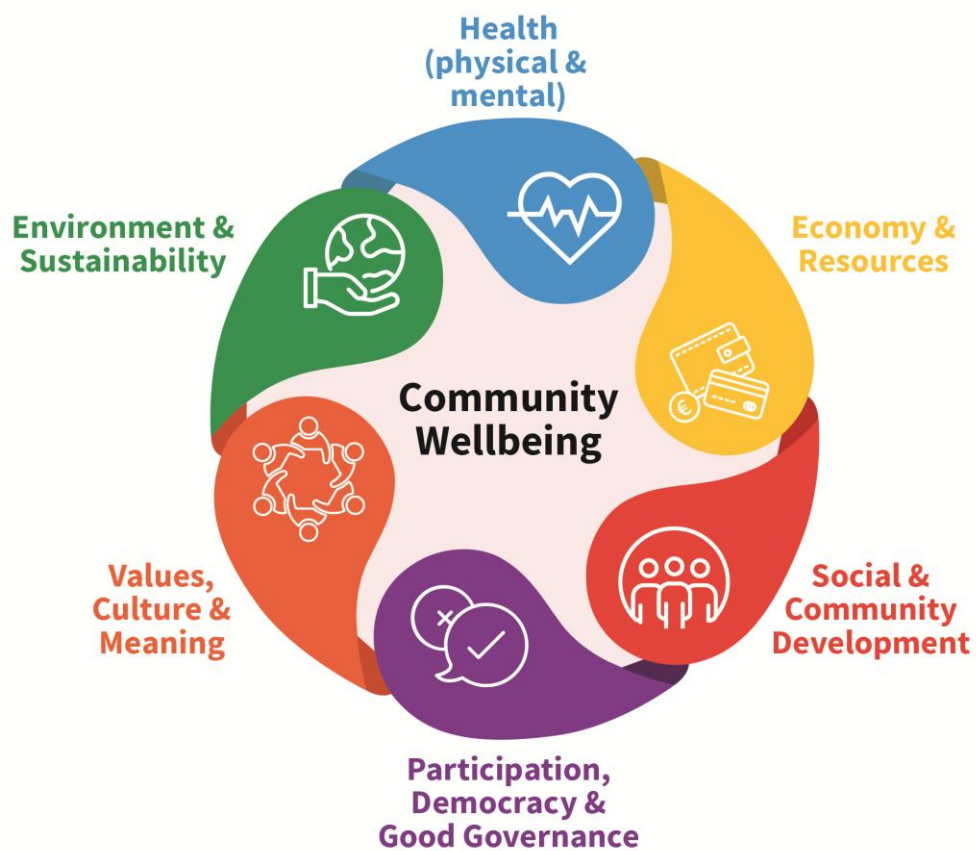 Health
(physical &
mental)
Environment &
Sustainability
Economy &
Resources
Community
Wellbeing
€
Values,
Culture &
Meaning
Social &
Community
Development
Participation,
Democracy &
Good Governance